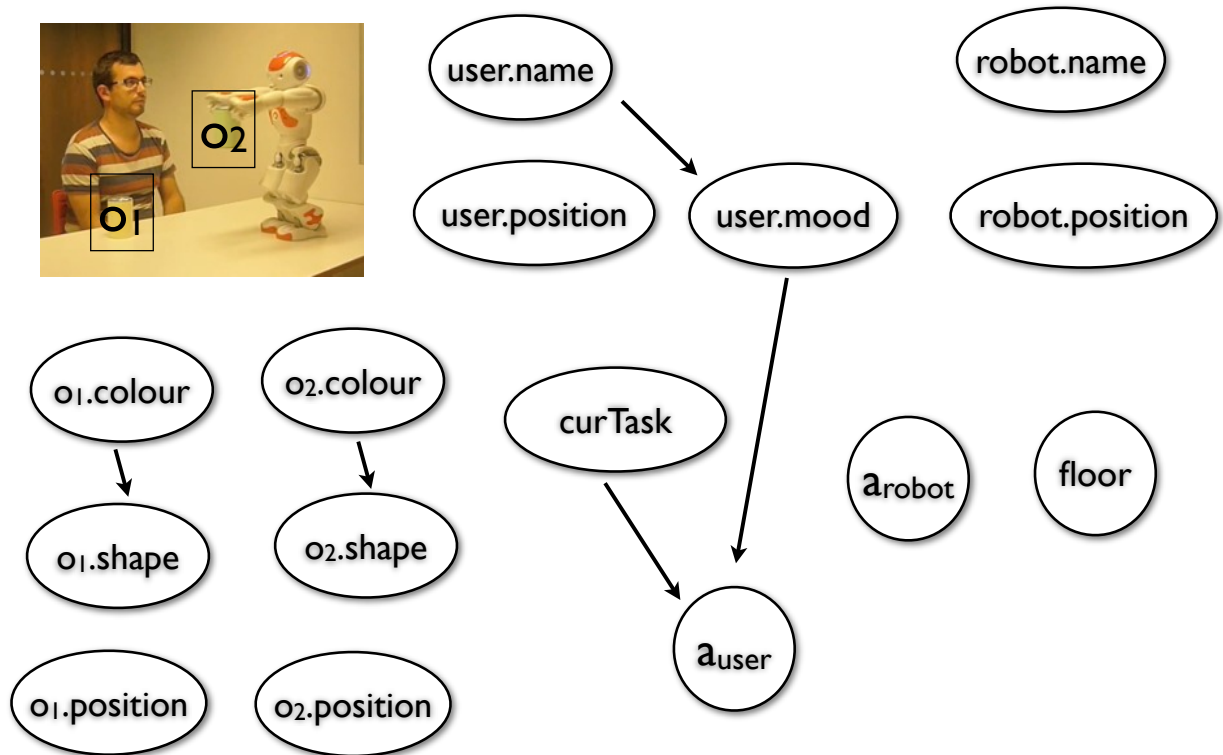 user.name
robot.name
o2
o1
user.position
user.mood
robot.position
o1.colour
o2.colour
curTask
arobot
floor
o1.shape
o2.shape
auser
o1.position
o2.position